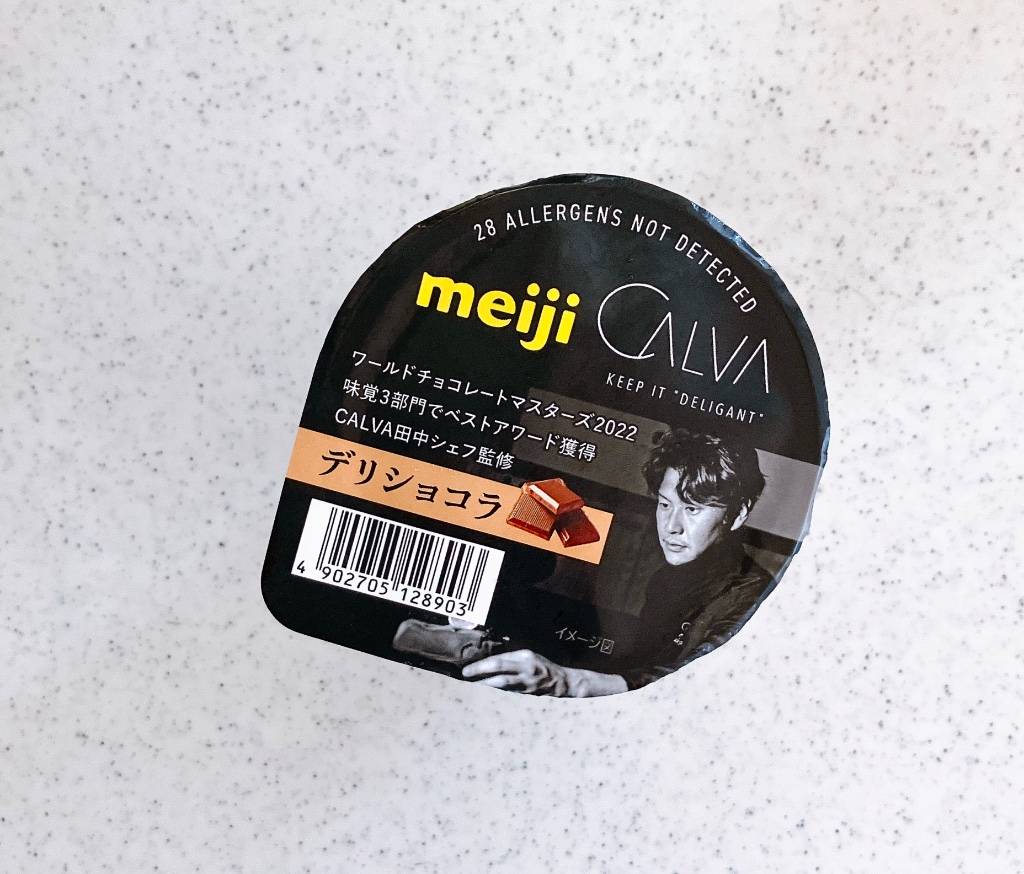 28 ALLERGENS NOT DETECTED
meiji CALVA
KEEP IT "DELIGANT"
ワールドチョコレートマスターズ2022
味覚3部門でベストアワード獲得
CALVA田中シェフ監修
デリショコラ
4 902705 128903
イメージ図